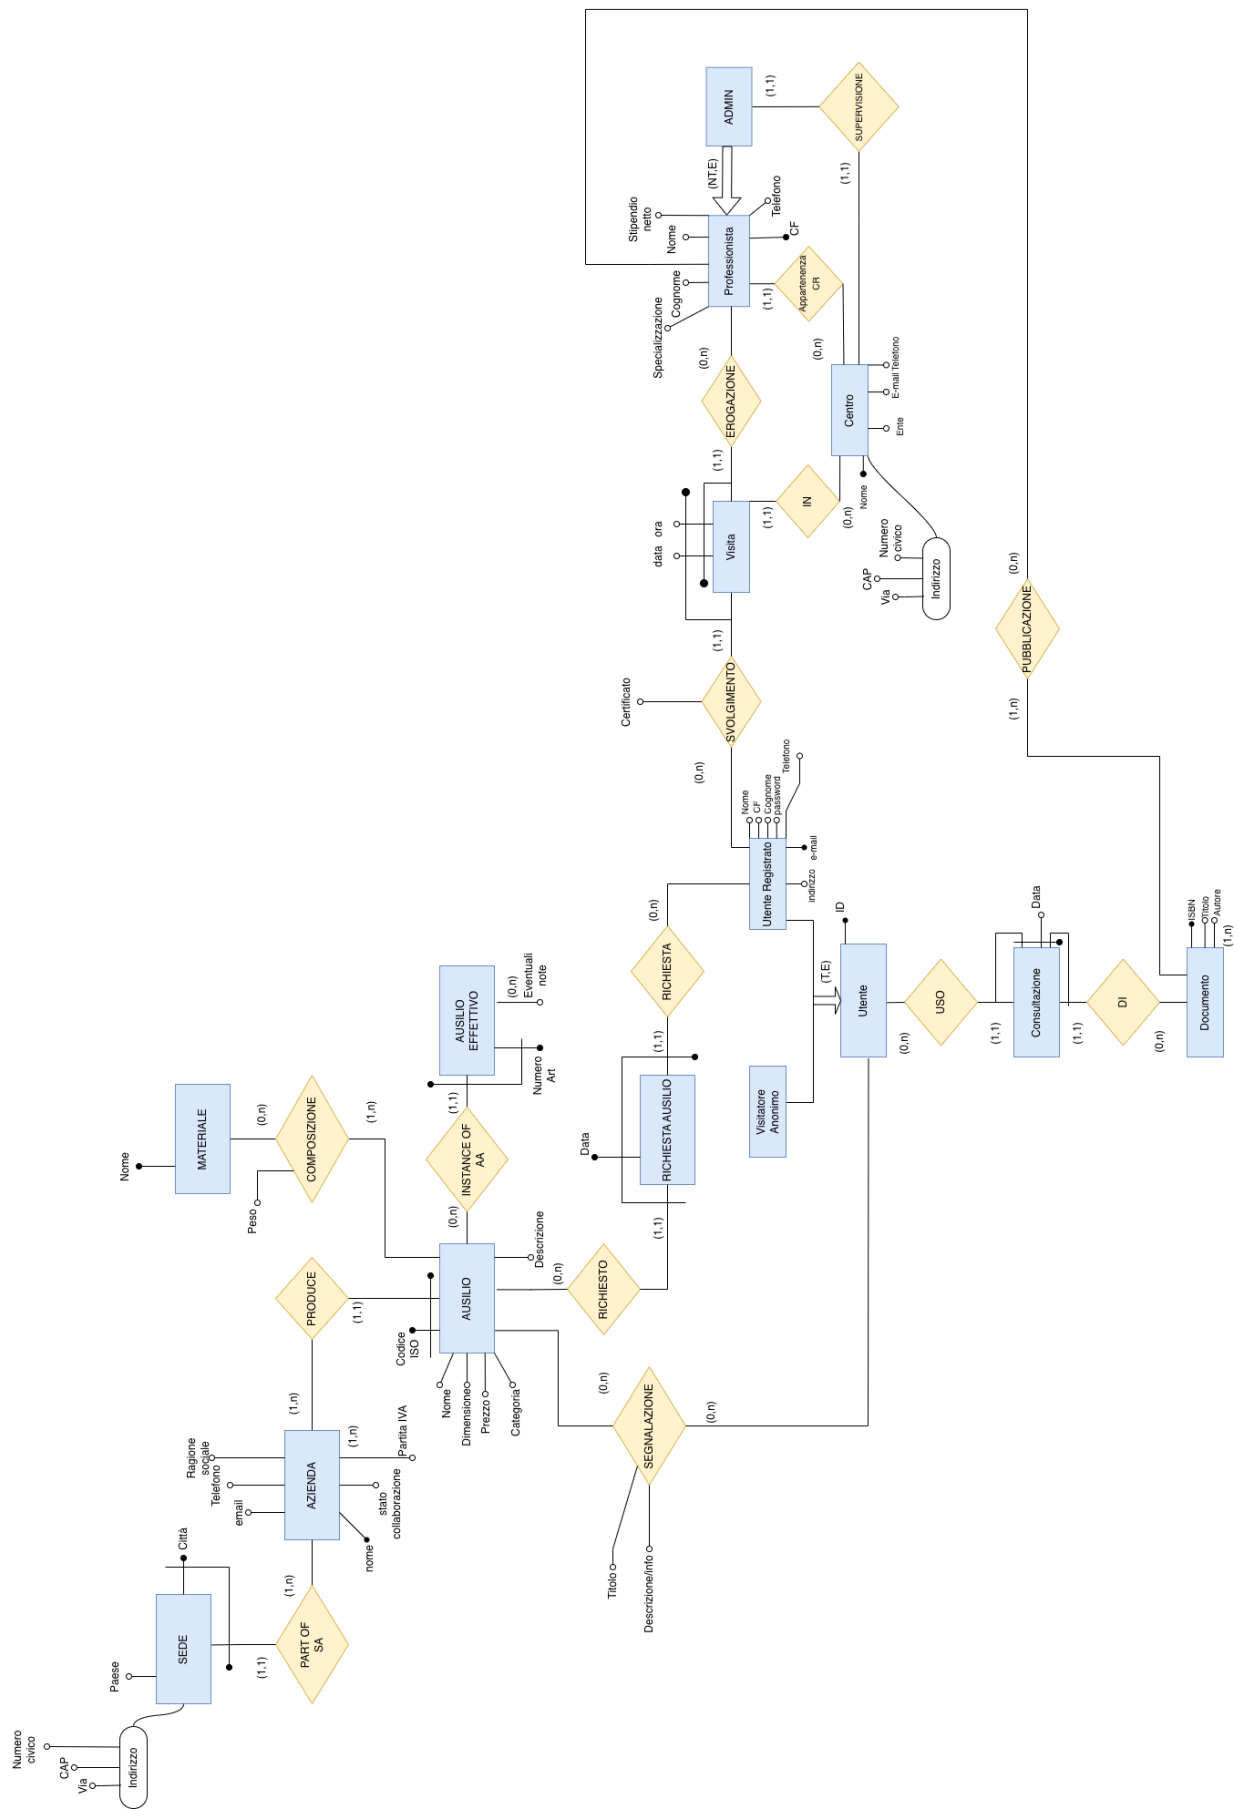 Numero
civico
CAP
Via
Indirizzo
Paese
SEDE
Città
(1,1)
PART OF
SA
(1,n)
Ragione
sociale
Telefono
email
AZIENDA
nome
stato
collaborazione
Partita IVA
(1,n)
(1,n)
PRODUCE
(1,1)
Nome
MATERIALE
(0,n)
Peso
COMPOSIZIONE
(1,n)
Codice
ISO
AUSILIO
Nome
Dimensione
Prezzo
Categoria
Descrizione
(0,n)
INSTANCE OF
AA
(1,1)
AUSILIO
EFFETTIVO
(0,n)
Eventuali
note
Numero
Art
(0,n)
RICHIESTO
(1,1)
Data
RICHIESTA AUSILIO
(1,1)
RICHIESTA
(0,n)
(0,n)
SEGNALAZIONE
(0,n)
Titolo
Descrizione/info
Utente Registrato
Nome
CF
Cognome
password
Telefono
e-mail
indirizzo
Visitatore
Anonimo
(T,E)
ID
Utente
(0,n)
USO
(1,1)
Consultazione
Data
(1,1)
DI
(0,n)
Documento
ISBN
Titolo
Autore
(1,n)
(0,n)
SVOLGIMENTO
Certificato
(1,1)
Visita
data
ora
(1,1)
EROGAZIONE
(0,n)
(1,1)
IN
(0,n)
Centro
Nome
Ente
E-mail
Telefono
Indirizzo
Via
CAP
Numero
civico
Professionista
Specializzazione
Cognome
Nome
Stipendio
netto
Telefono
CF
(1,1)
Appartenenza
CR
(0,n)
(NT,E)
ADMIN
(1,1)
SUPERVISIONE
(1,1)
(0,n)
PUBBLICAZIONE
(1,n)